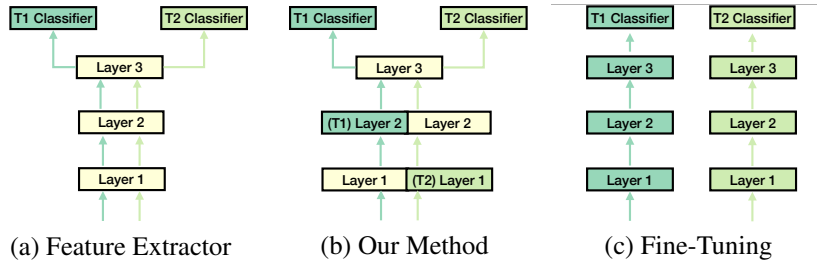 T1 Classifier
T2 Classifier
Layer 3
Layer 2
Layer 1
(a) Feature Extractor
T1 Classifier
T2 Classifier
Layer 3
(T1) Layer 2
Layer 2
Layer 1
(T2) Layer 1
(b) Our Method
T1 Classifier
T2 Classifier
Layer 3
Layer 3
Layer 2
Layer 2
Layer 1
Layer 1
(c) Fine-Tuning